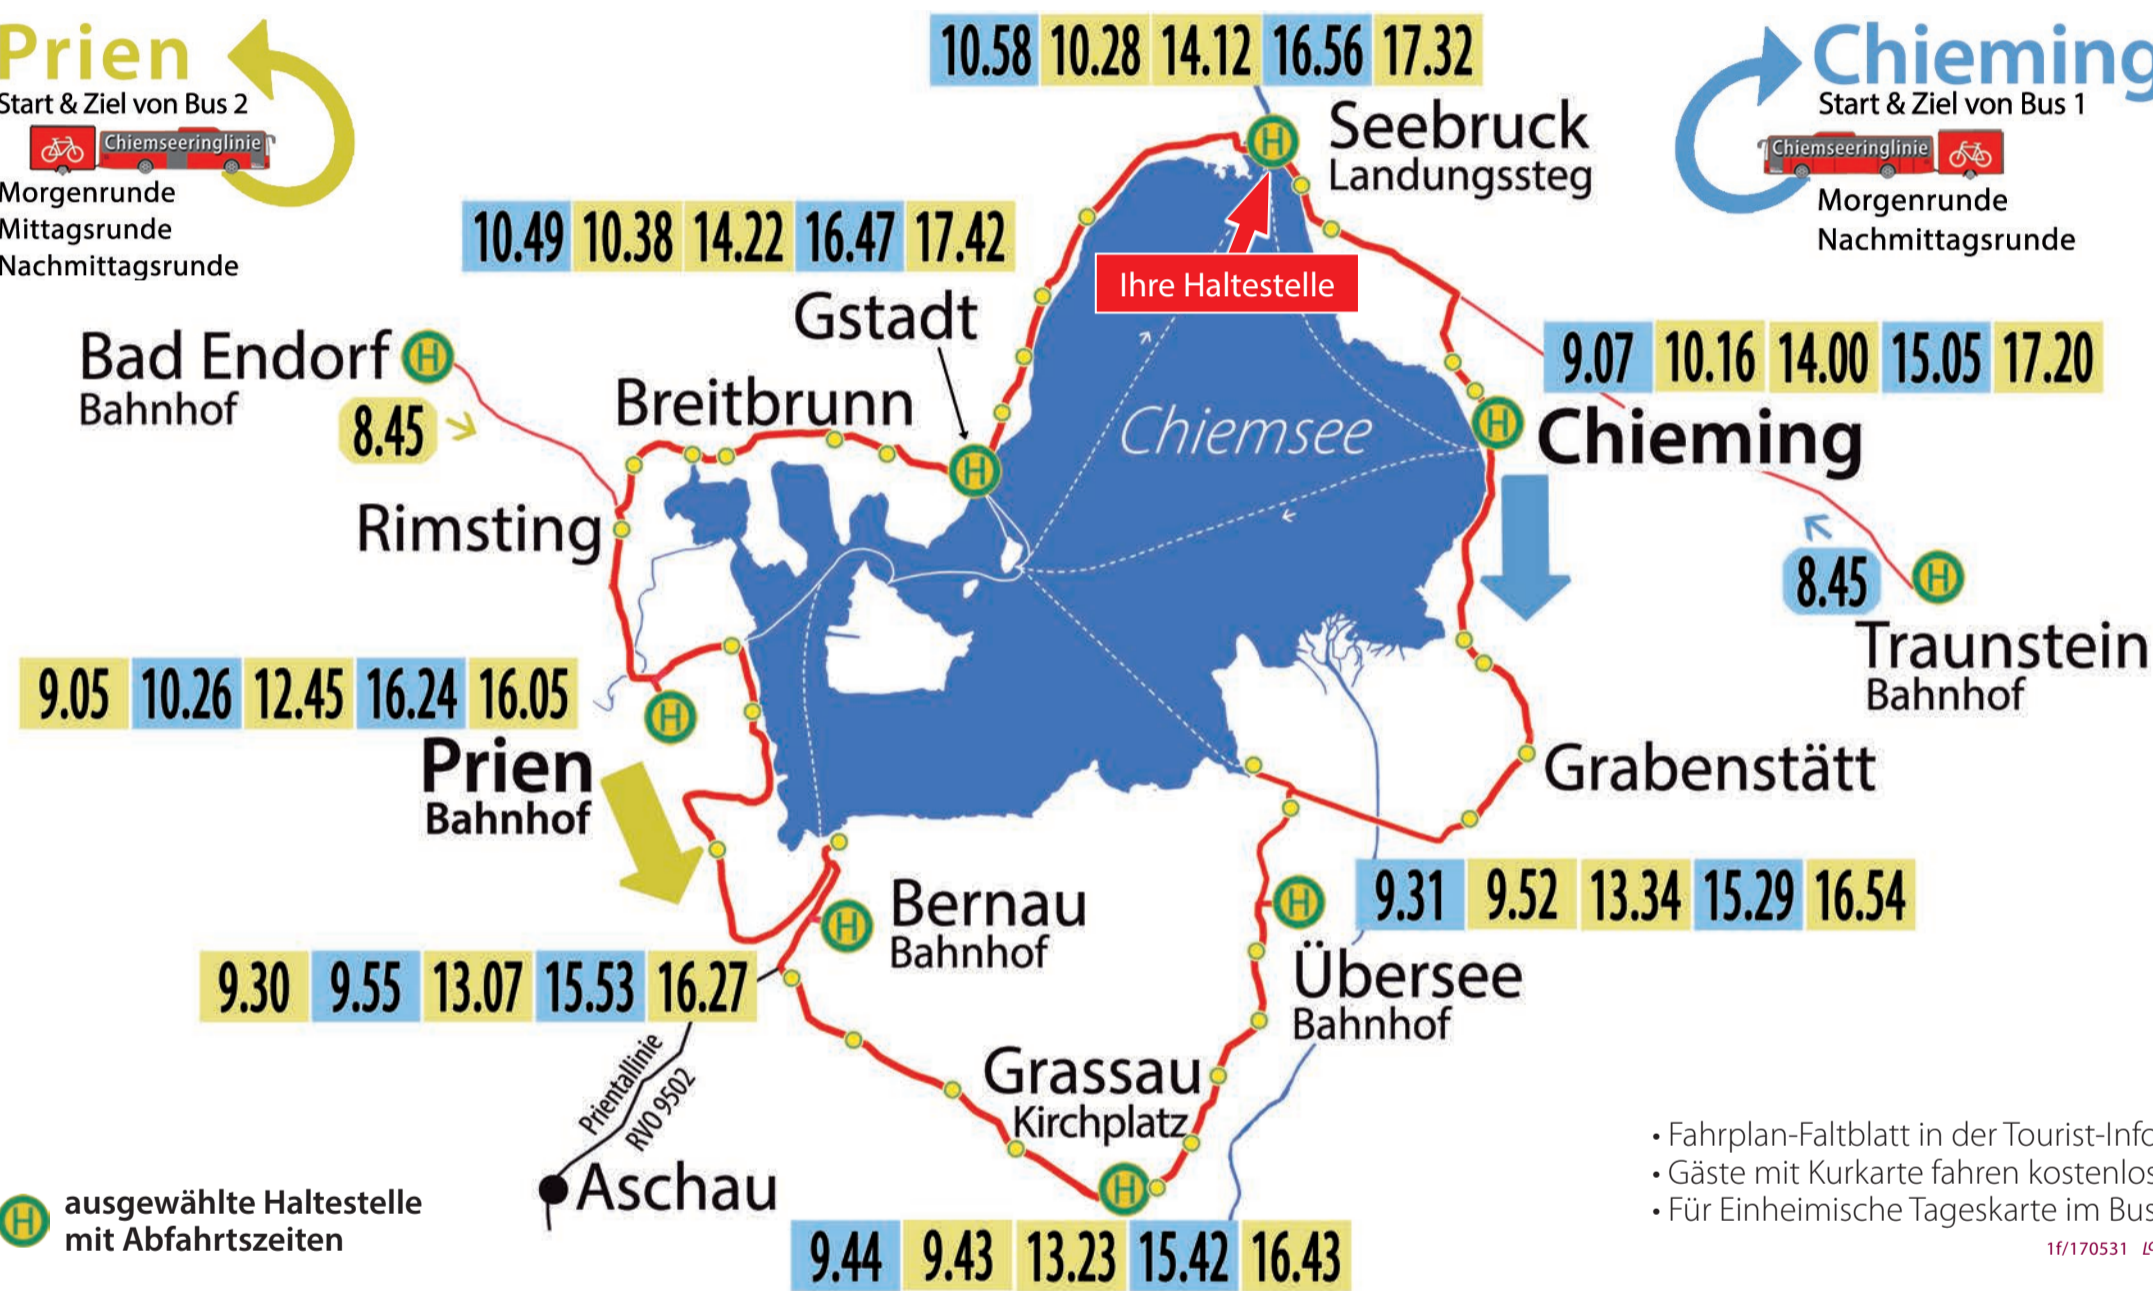 Prien
Start & Ziel von Bus 2
Chiemseeringlinie
Morgenrunde
Mittagsrunde
Nachmittagsrunde
10.58 10.28 14.12 16.56 17.32
Seebruck
Landungssteg
Chieming
Start & Ziel von Bus 1
Chiemseeringlinie
Morgenrunde
Nachmittagsrunde
10.49 10.38 14.22 16.47 17.42
Gstadt
Ihre Haltestelle
Bad Endorf
Bahnhof
8.45
Breitbrunn
Chiemsee
9.07 10.16 14.00 15.05 17.20
Chieming
Rimsting
8.45
Traunstein
Bahnhof
9.05 10.26 12.45 16.24 16.05
Prien
Bahnhof
Grabenstätt
Bernau
Bahnhof
9.31 9.52 13.34 15.29 16.54
Übersee
Bahnhof
9.30 9.55 13.07 15.53 16.27
Prientallinie
RVO 9502
Grassau
Kirchplatz
Aschau
H ausgewählte Haltestelle
mit Abfahrtszeiten
9.44 9.43 13.23 15.42 16.43
• Fahrplan-Faltblatt in der Tourist-Info
• Gäste mit Kurkarte fahren kostenlos
• Für Einheimische Tageskarte im Bus
1f/170531